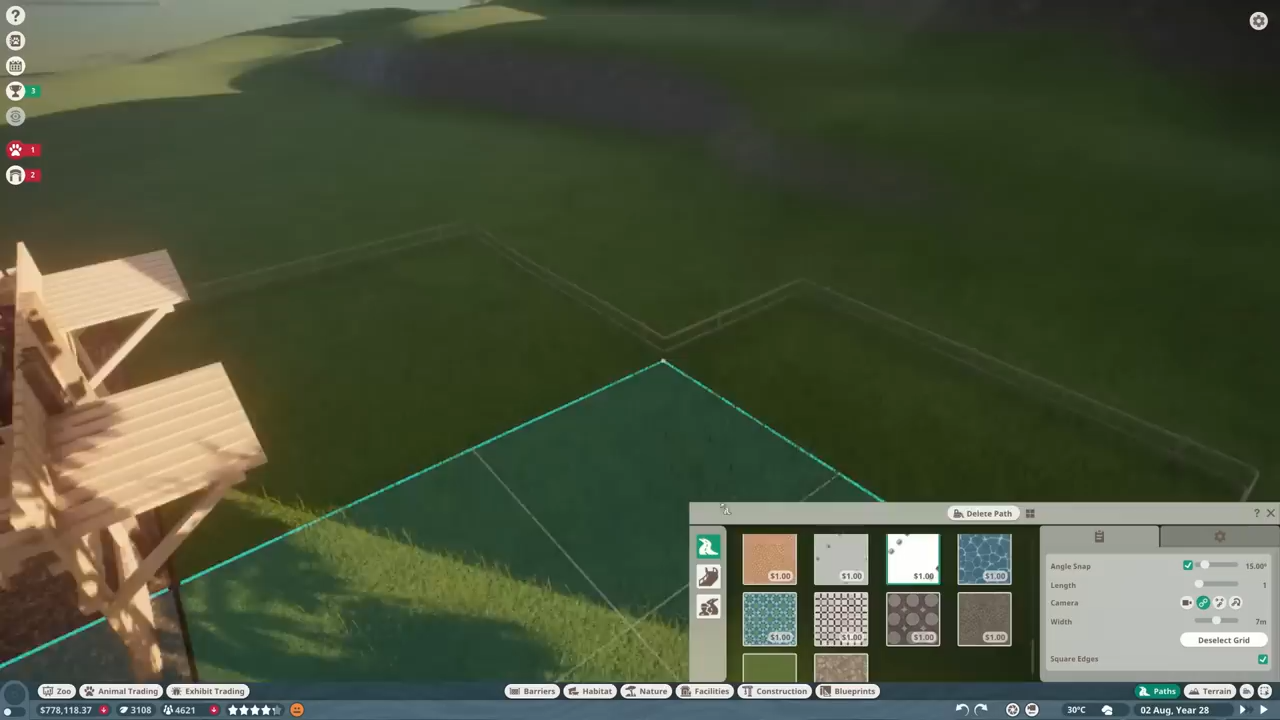 ?
3
1
2
Delete Path
?
$1.00 $1.00 $1.00 $1.00
$1.00 $1.00 $1.00 $1.00
Angle Snap 15.00°
Length 1
Camera
Width 7m
Deselect Grid
Square Edges
Zoo Animal Trading Exhibit Trading Barriers Habitat Nature Facilities Construction Blueprints Paths Terrain
$778,118.37 3108 4621 30°C 02 Aug, Year 28